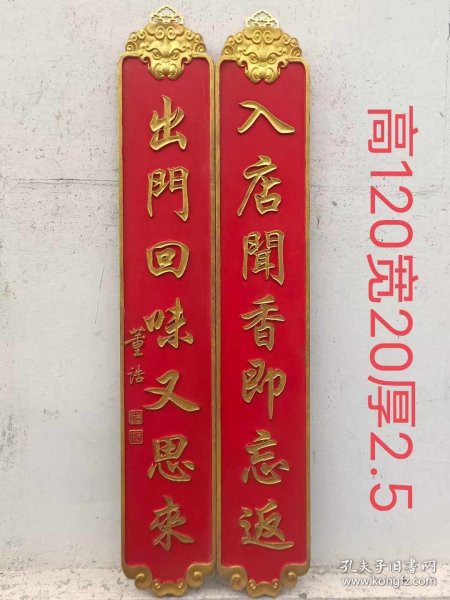 入店聞香即忘返
出門回味又思來
董誥
高120宽20厚2.5
孔夫子旧书网
www.kongfz.com